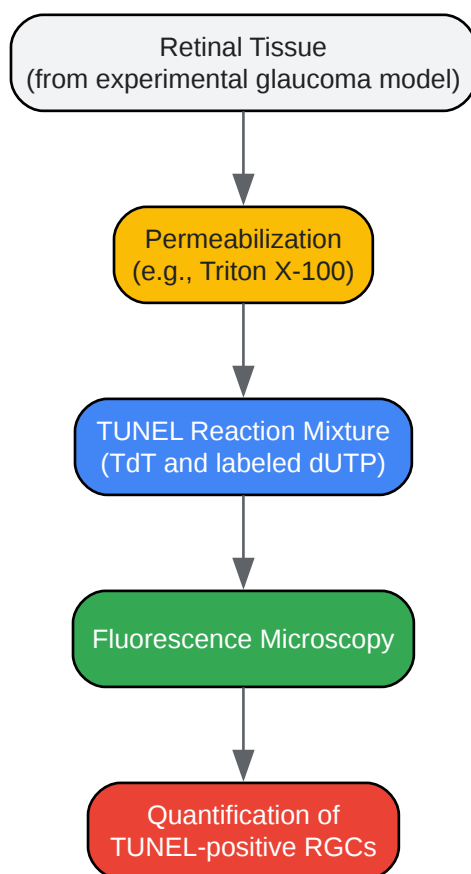 Retinal Tissue
(from experimental glaucoma model)
Permeabilization
(e.g., Triton X-100)
TUNEL Reaction Mixture
(TdT and labeled dUTP)
Fluorescence Microscopy
Quantification of
TUNEL-positive RGCs